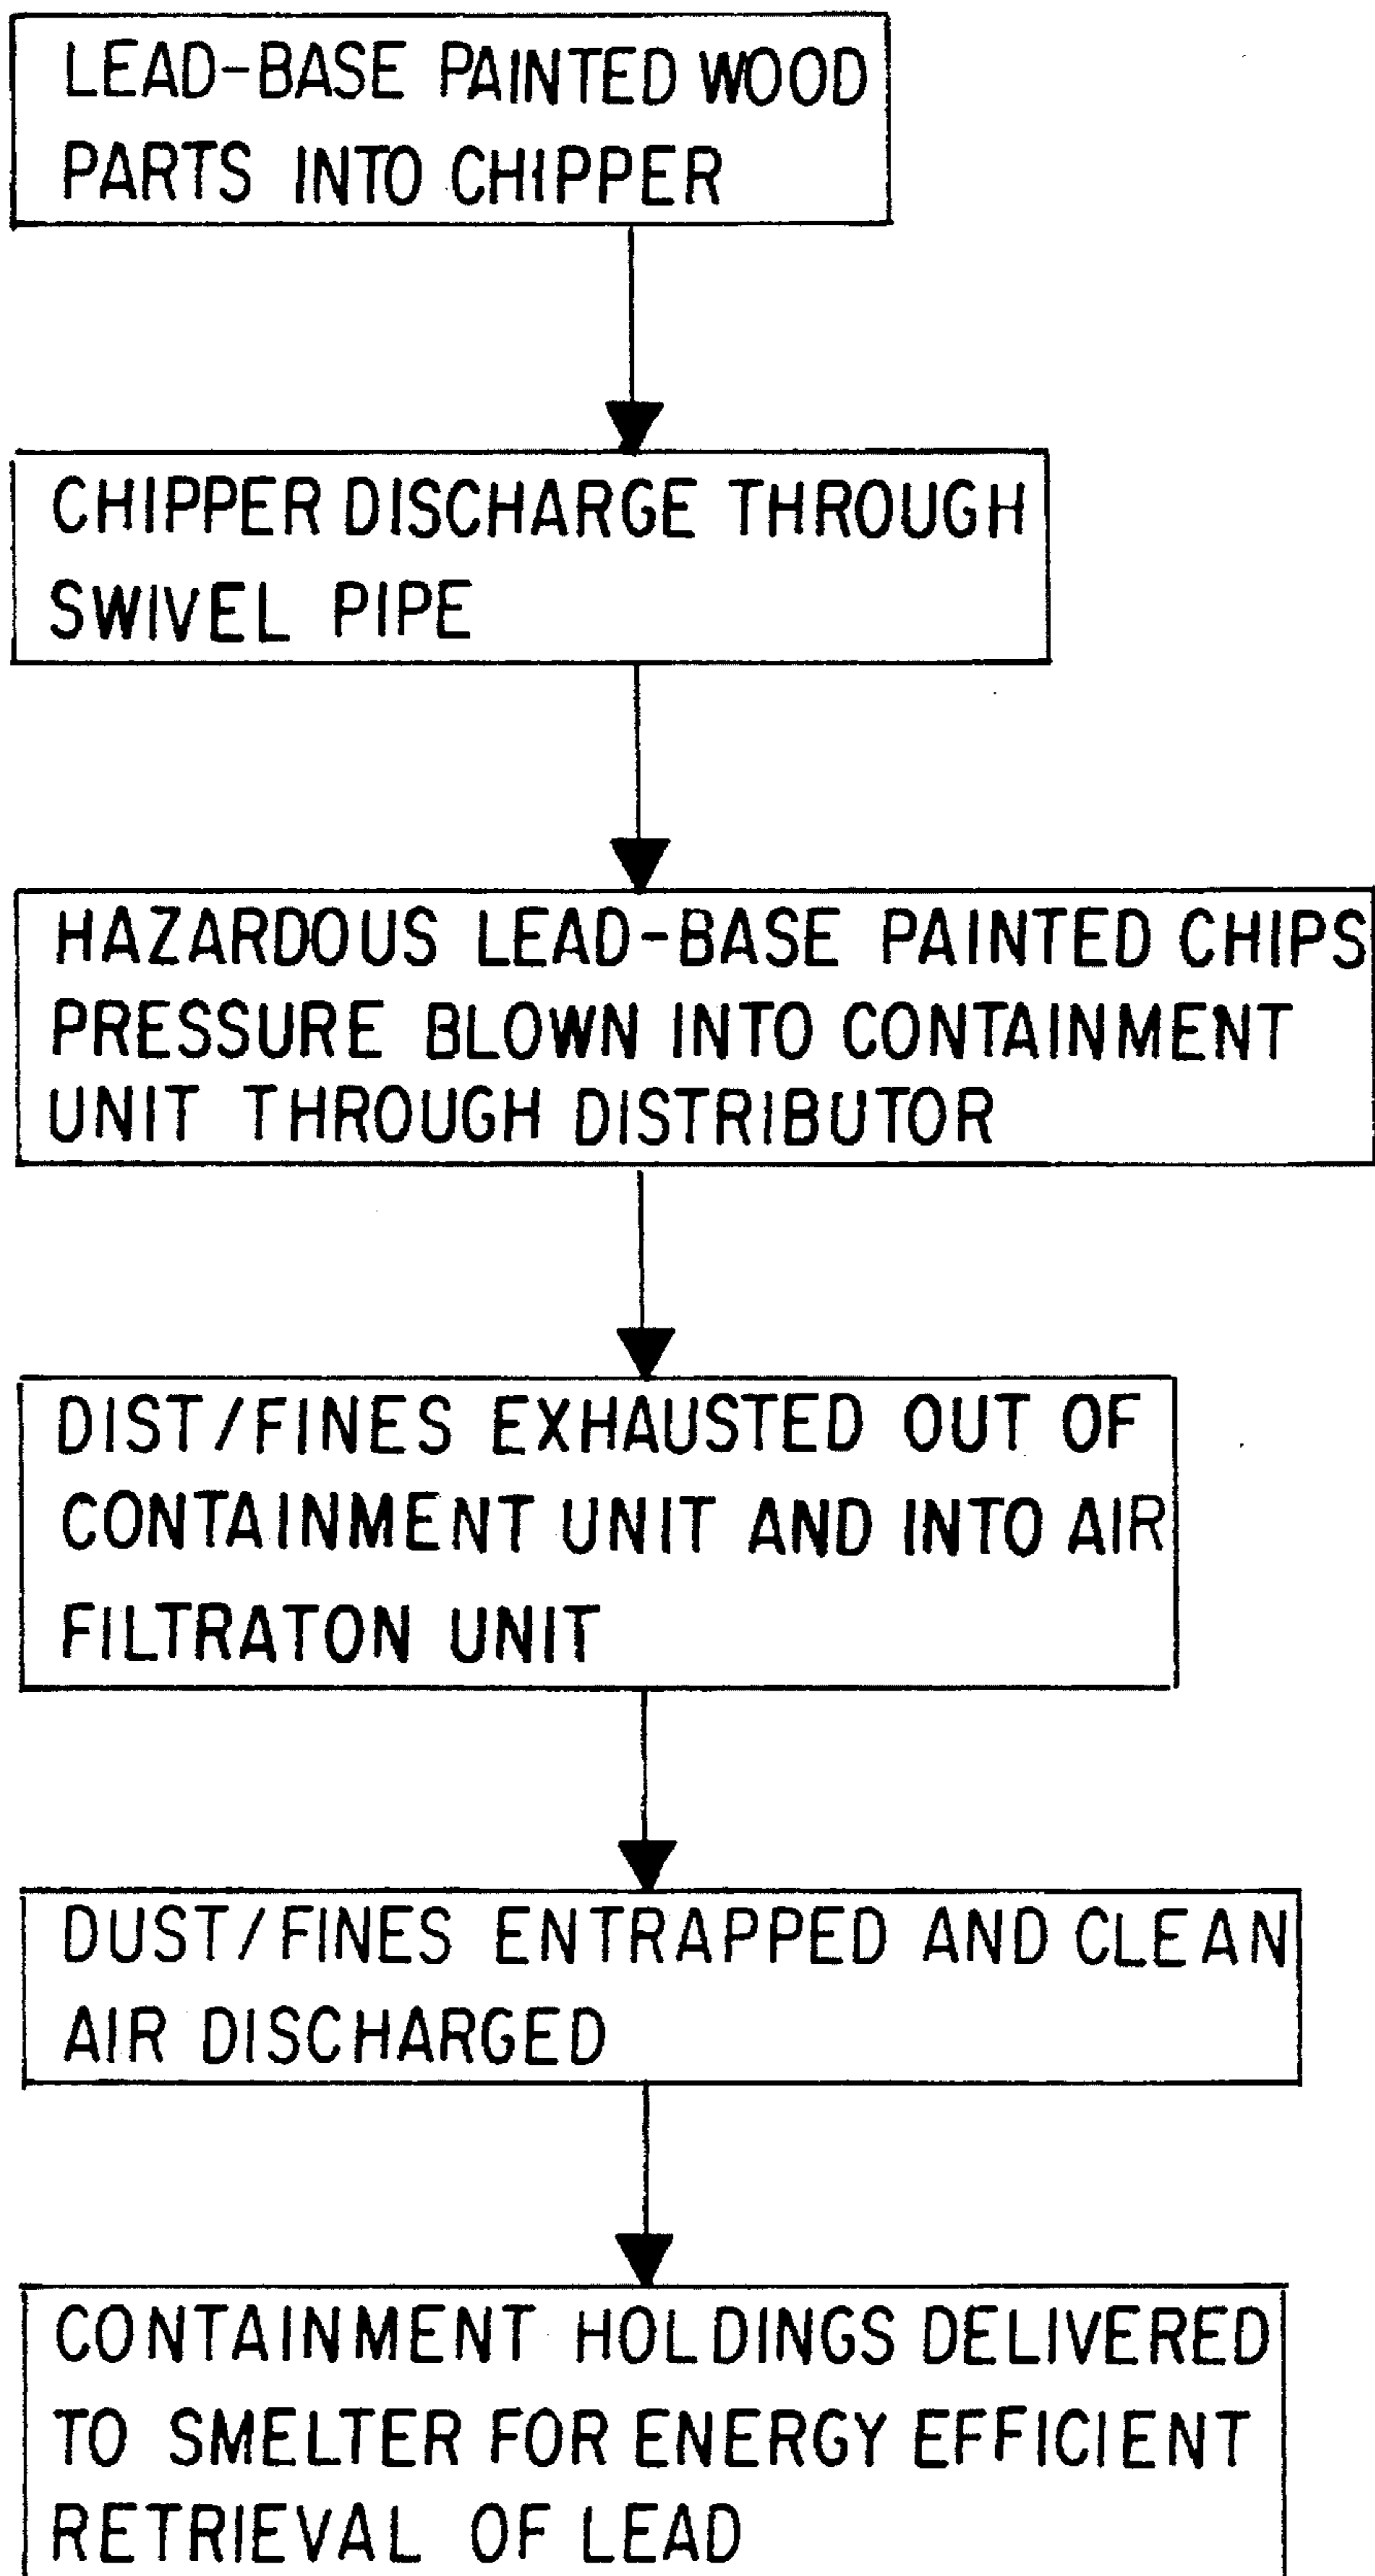 LEAD-BASE PAINTED WOOD
PARTS INTO CHIPPER
CHIPPER DISCHARGE THROUGH
SWIVEL PIPE
HAZARDOUS LEAD-BASE PAINTED CHIPS
PRESSURE BLOWN INTO CONTAINMENT
UNIT THROUGH DISTRIBUTOR
DIST/FINES EXHAUSTED OUT OF
CONTAINMENT UNIT AND INTO AIR
FILTRATON UNIT
DUST/FINES ENTRAPPED AND CLEAN
AIR DISCHARGED
CONTAINMENT HOLDINGS DELIVERED
TO SMELTER FOR ENERGY EFFICIENT
RETRIEVAL OF LEAD